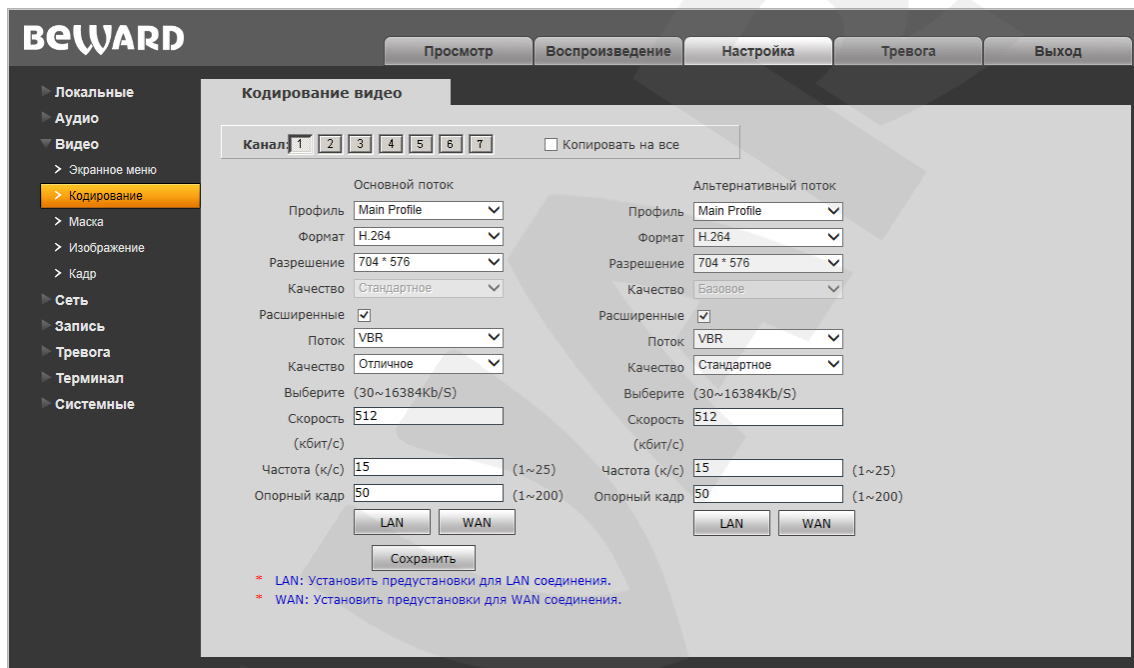 BEWARD
Просмотр Воспроизведение Настройка Тревога Выход
Локальные
Аудио
Видео
> Экранное меню
> Кодирование
> Маска
> Изображение
> Кадр
Сеть
Запись
Тревога
Терминал
Системные
Кодирование видео
Канал: 1 2 3 4 5 6 7 Копировать на все
Основной поток Альтернативный поток
Профиль Main Profile Профиль Main Profile
Формат H.264 Формат H.264
Разрешение 704 * 576 Разрешение 704 * 576
Качество Стандартное Качество Базовое
Расширенные Расширенные
Поток VBR Поток VBR
Качество Отличное Качество Стандартное
Выберите (30~16384Kb/S) Выберите (30~16384Kb/S)
Скорость 512 Скорость 512
(кбит/с) (кбит/с)
Частота (к/с) 15 (1~25) Частота (к/с) 15 (1~25)
Опорный кадр 50 (1~200) Опорный кадр 50 (1~200)
LAN WAN LAN WAN
Сохранить
* LAN: Установить предустановки для LAN соединения.
* WAN: Установить предустановки для WAN соединения.